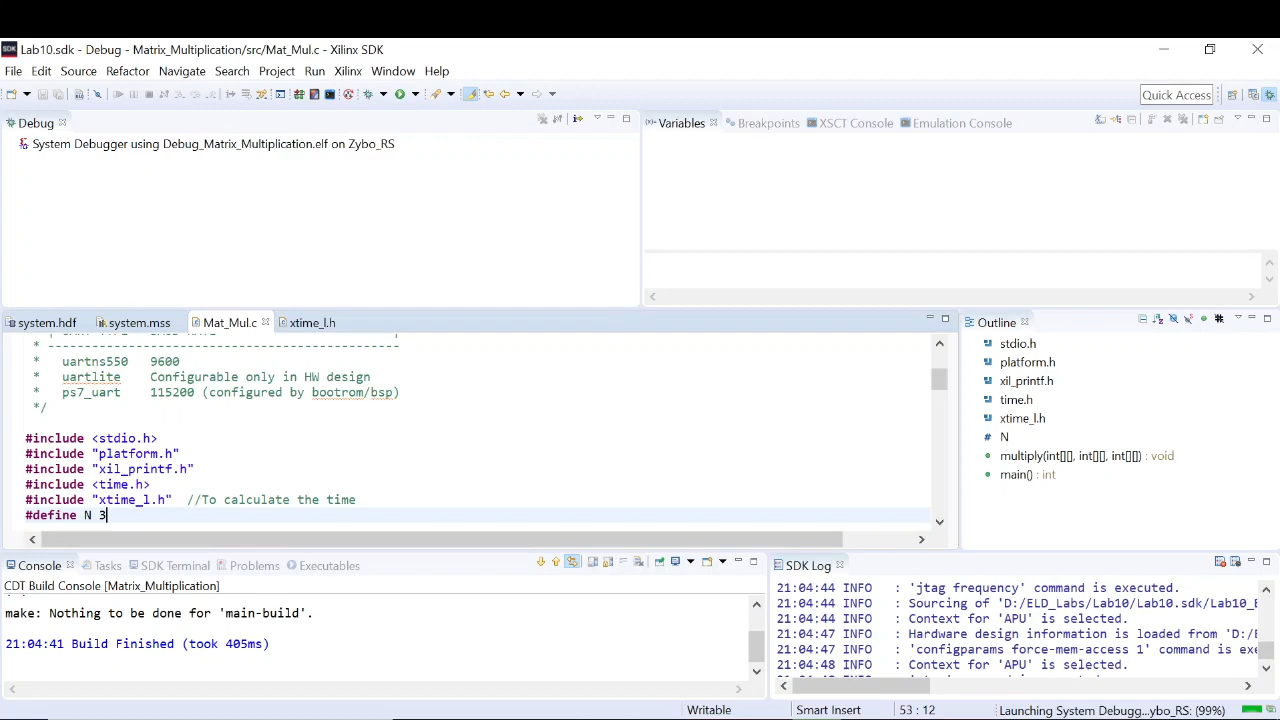 Lab10.sdk - Debug - Matrix_Multiplication/src/Mat_Mul.c - Xilinx SDK
File Edit Source Refactor Navigate Search Project Run Xilinx Window Help
Quick Access
Debug
System Debugger using Debug_Matrix_Multiplication.elf on Zybo_RS
Variables Breakpoints XSCT Console Emulation Console
system.hdf system.mss Mat_Mul.c xtime_l.h
* -----------------------------------------------
* uartns550 9600
* uartlite Configurable only in HW design
* ps7_uart 115200 (configured by bootrom/bsp)
*/
#include <stdio.h>
#include "platform.h"
#include "xil_printf.h"
#include <time.h>
#include "xtime_l.h" //To calculate the time
#define N 3
Outline
stdio.h
platform.h
xil_printf.h
time.h
xtime_l.h
# N
multiply(int[][], int[][], int[][]) : void
main() : int
Console Tasks SDK Terminal Problems Executables
CDT Build Console [Matrix_Multiplication]
make: Nothing to be done for 'main-build'.
21:04:41 Build Finished (took 405ms)
SDK Log
21:04:44 INFO : 'jtag frequency' command is executed.
21:04:44 INFO : Sourcing of 'D:/ELD_Labs/Lab10/Lab10.sdk/Lab10_
21:04:44 INFO : Context for 'APU' is selected.
21:04:47 INFO : Hardware design information is loaded from 'D:/
21:04:47 INFO : 'configparams force-mem-access 1' command is exe
21:04:48 INFO : Context for 'APU' is selected.
Writable Smart Insert 53 : 12 Launching System Debugg...ybo_RS: (99%)